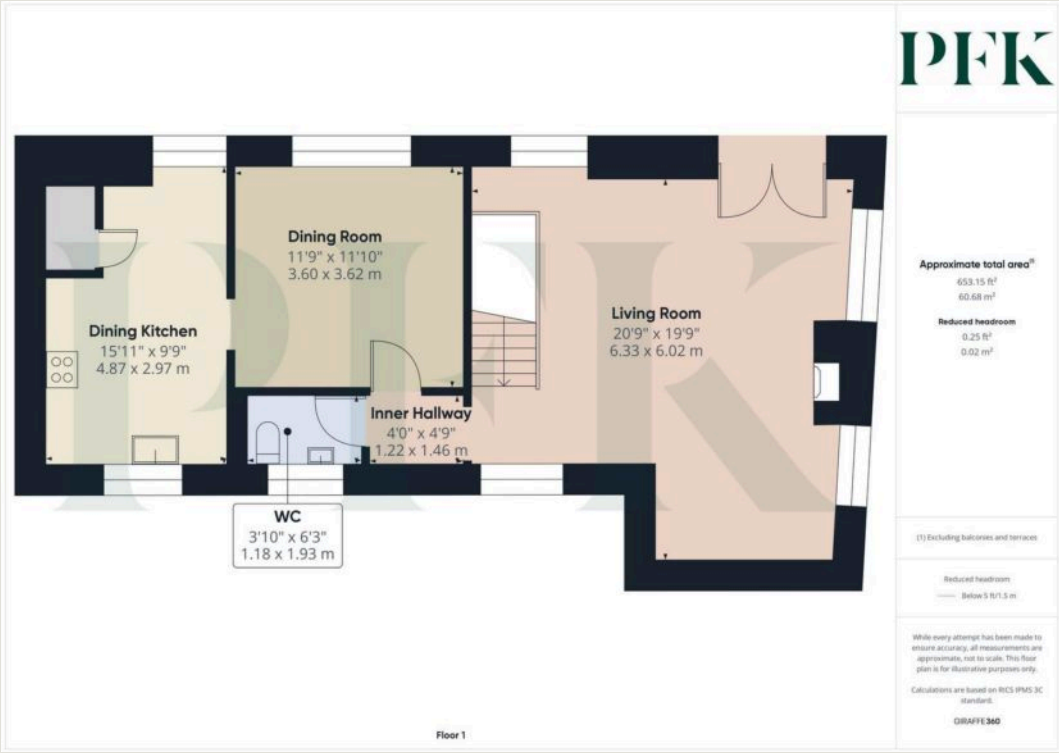 PFK
Dining Room
11'9" x 11'10"
3.60 x 3.62 m
Living Room
20'9" x 19'9"
6.33 x 6.02 m
Dining Kitchen
15'11" x 9'9"
4.87 x 2.97 m
Inner Hallway
4'0" x 4'9"
1.22 x 1.46 m
WC
3'10" x 6'3"
1.18 x 1.93 m
PFK
Floor 1
Approximate total area⁽¹⁾
653.15 ft²
60.68 m²
Reduced headroom
0.25 ft²
0.02 m²
(1) Excluding balconies and terraces
Reduced headroom
Below 5 ft/1.5 m
While every attempt has been made to
ensure accuracy, all measurements are
approximate, not to scale. This floor
plan is for illustrative purposes only.
Calculations are based on RICS IPMS 3C
standard.
GIRAFFE360